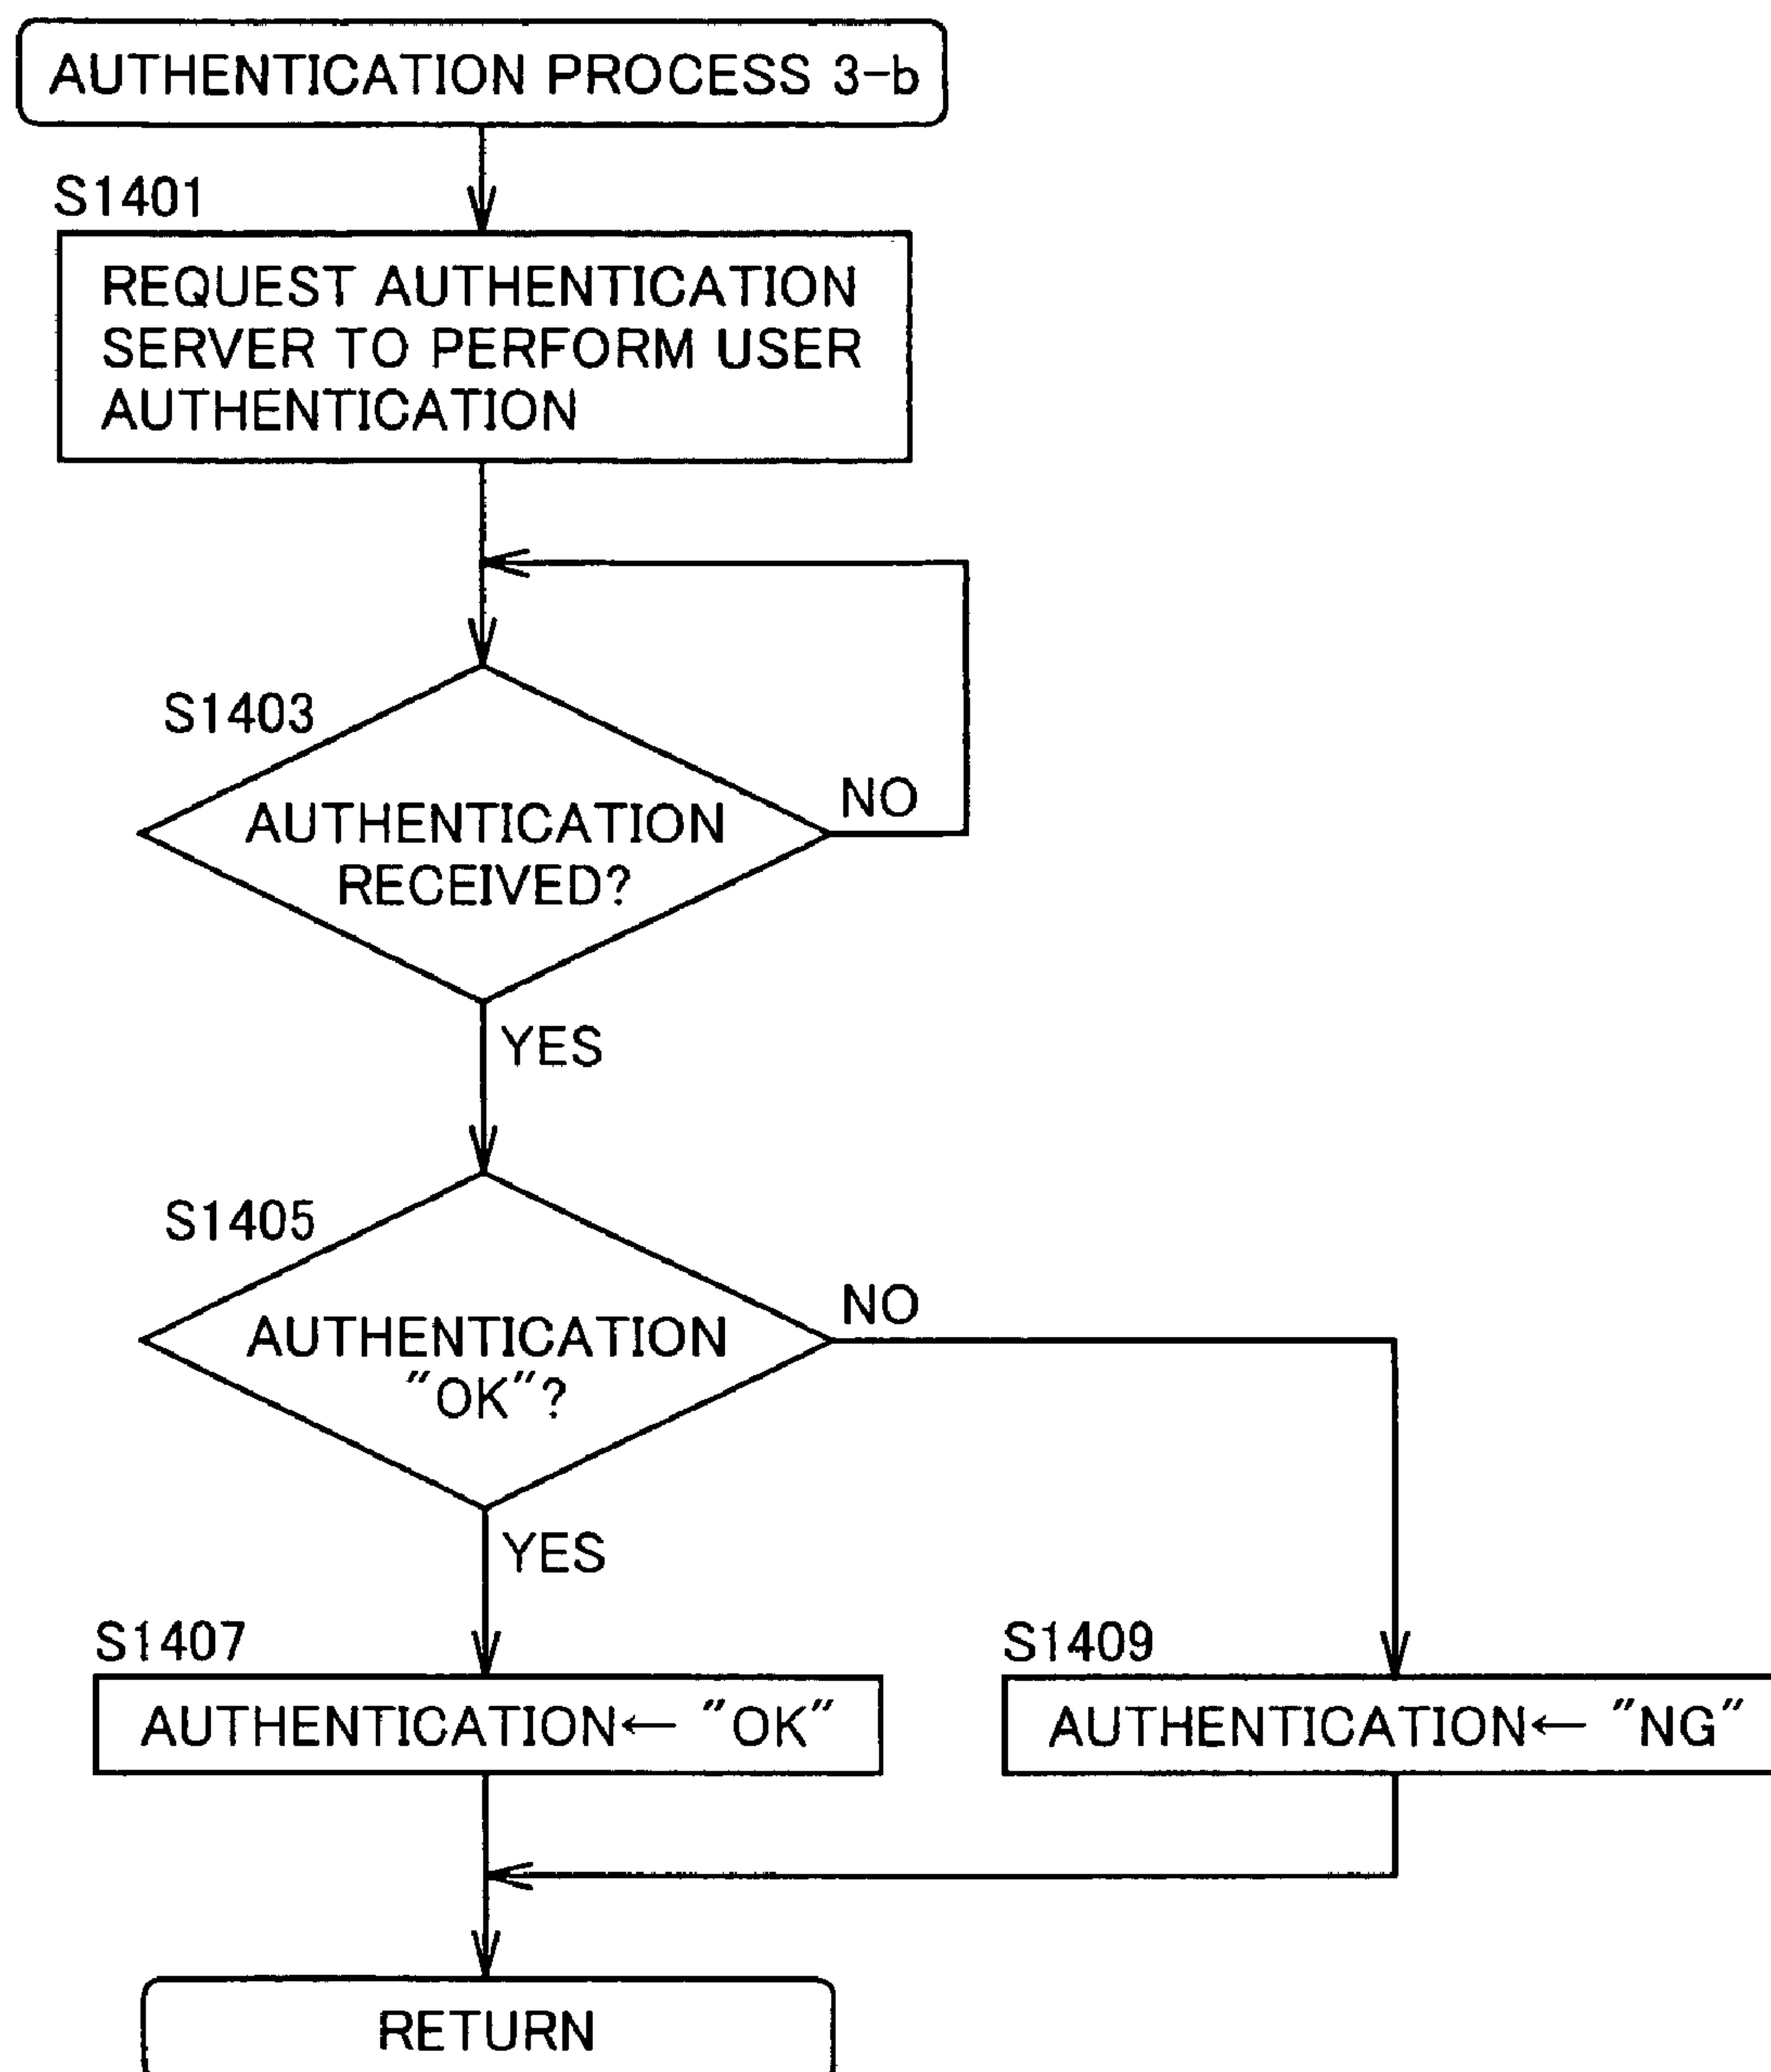 AUTHENTICATION PROCESS 3-b
S1401
REQUEST AUTHENTICATION
SERVER TO PERFORM USER
AUTHENTICATION
S1403
AUTHENTICATION
RECEIVED?
NO
YES
S1405
AUTHENTICATION
"OK"?
NO
YES
S1407
AUTHENTICATION← "OK"
S1409
AUTHENTICATION← "NG"
RETURN